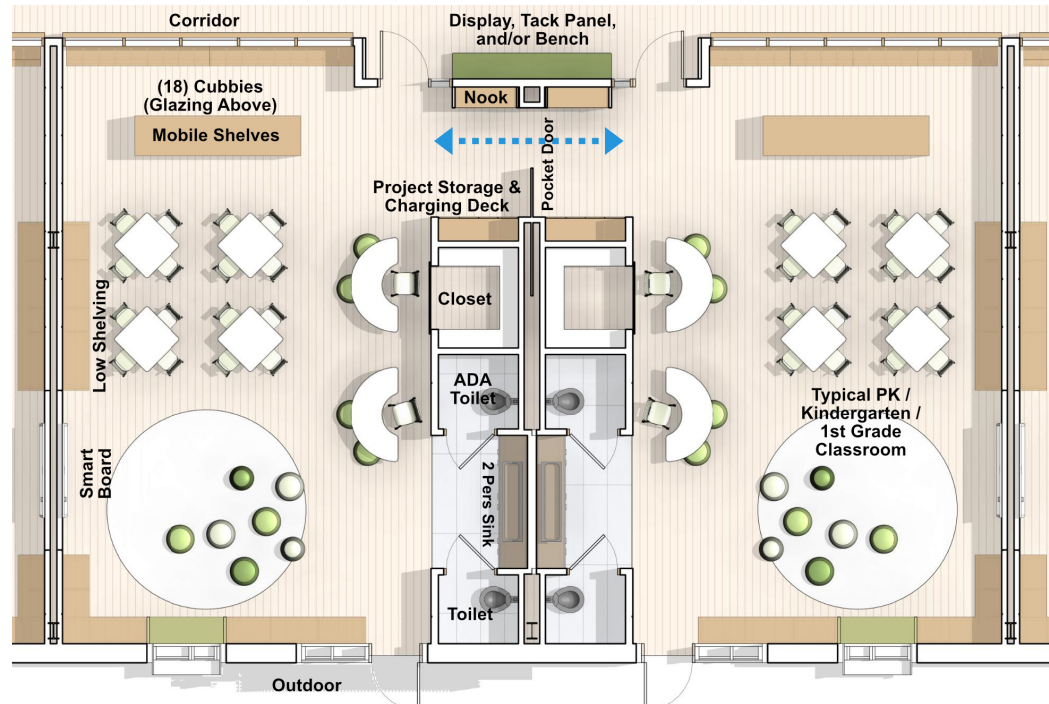 Corridor
Display, Tack Panel,
and/or Bench
(18) Cubbies
(Glazing Above)
Mobile Shelves
Nook
Pocket Door
Project Storage &
Charging Deck
Closet
Low Shelving
ADA
Toilet
Typical PK /
Kindergarten /
1st Grade
Classroom
Smart
Board
2 Pers Sink
Toilet
Outdoor